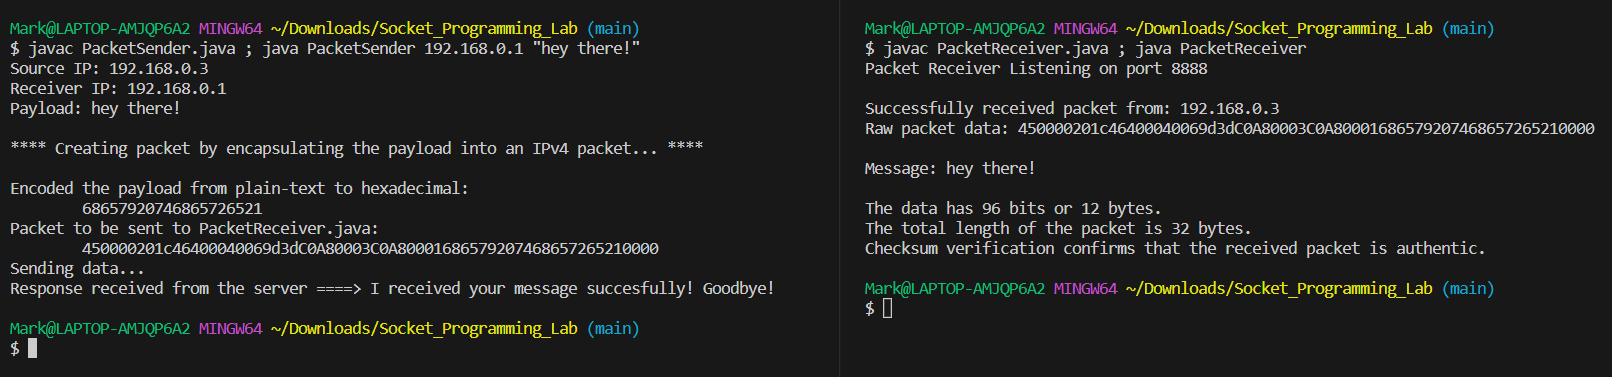 Mark@LAPTOP-AMJQP6A2 MINGW64 ~/Downloads/Socket_Programming_Lab (main)
$ javac PacketSender.java ; java PacketSender 192.168.0.1 "hey there!"
Source IP: 192.168.0.3
Receiver IP: 192.168.0.1
Payload: hey there!
**** Creating packet by encapsulating the payload into an IPv4 packet... ****
Encoded the payload from plain-text to hexadecimal:
68657920746865726521
Packet to be sent to PacketReceiver.java:
450000201c46400040069d3dC0A80003C0A80001686579207468657265210000
Sending data...
Response received from the server ====> I received your message succesfully! Goodbye!
Mark@LAPTOP-AMJQP6A2 MINGW64 ~/Downloads/Socket_Programming_Lab (main)
$
Mark@LAPTOP-AMJQP6A2 MINGW64 ~/Downloads/Socket_Programming_Lab (main)
$ javac PacketReceiver.java ; java PacketReceiver
Packet Receiver Listening on port 8888
Successfully received packet from: 192.168.0.3
Raw packet data: 450000201c46400040069d3dC0A80003C0A80001686579207468657265210000
Message: hey there!
The data has 96 bits or 12 bytes.
The total length of the packet is 32 bytes.
Checksum verification confirms that the received packet is authentic.
Mark@LAPTOP-AMJQP6A2 MINGW64 ~/Downloads/Socket_Programming_Lab (main)
$